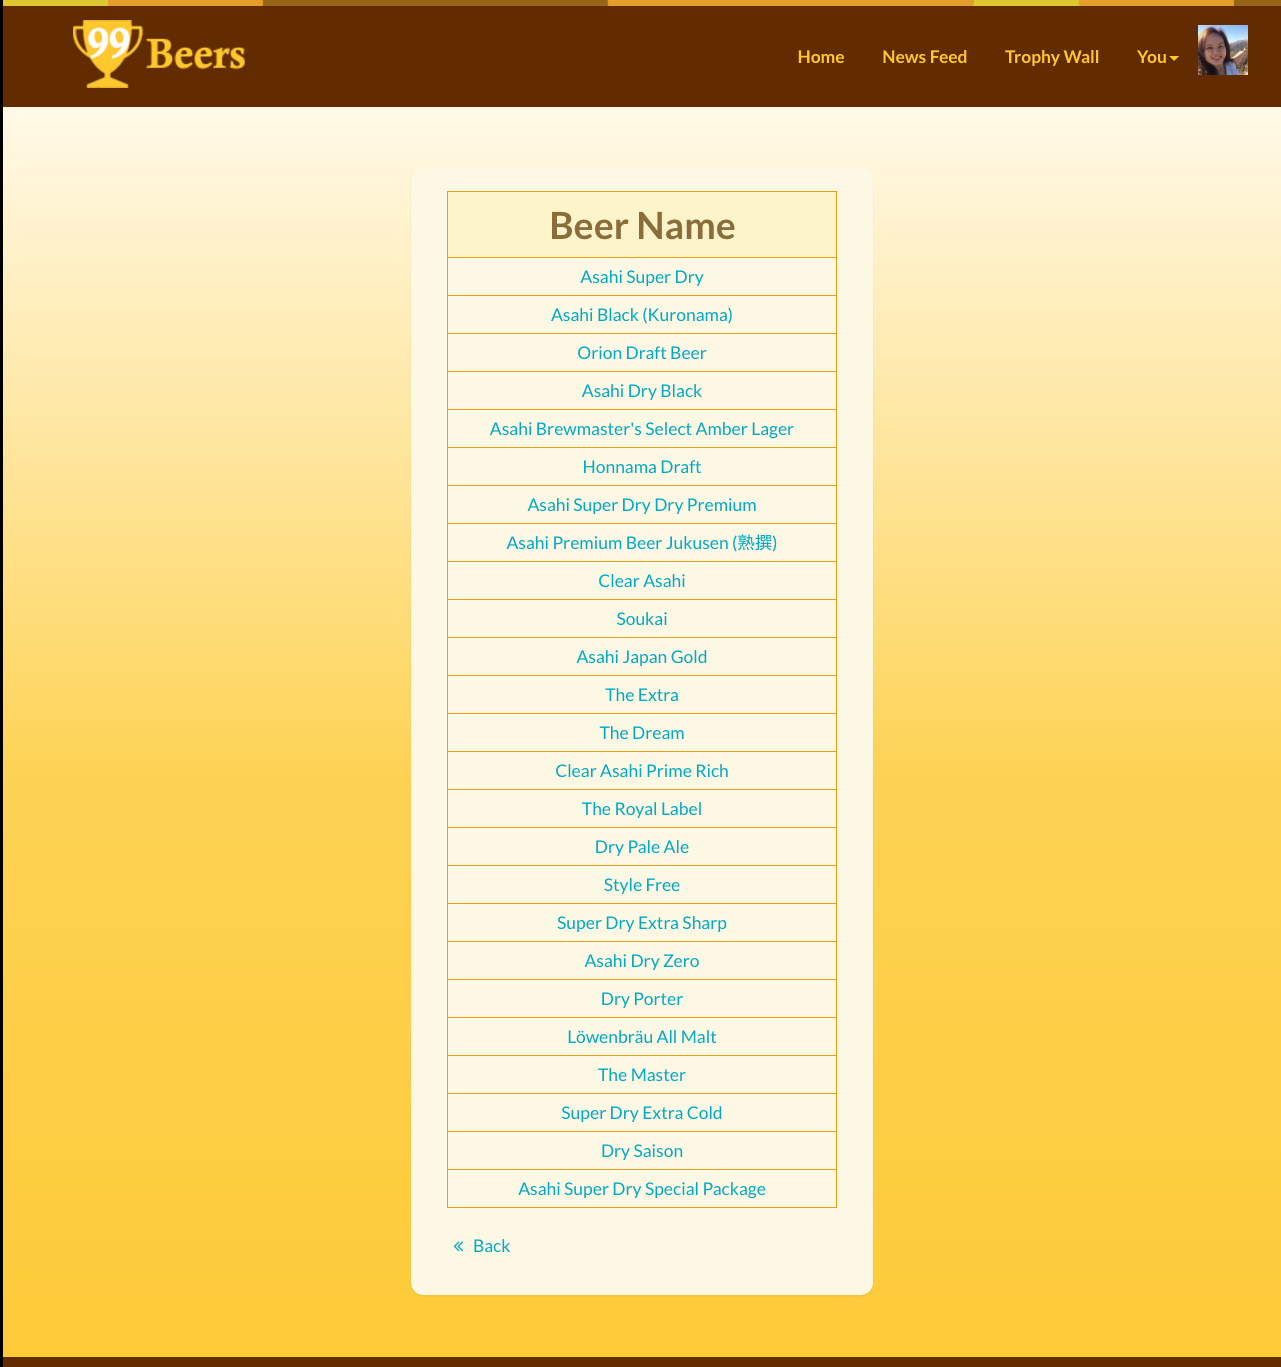 99 Beers
Home News Feed Trophy Wall You
Beer Name
Asahi Super Dry
Asahi Black (Kuronama)
Orion Draft Beer
Asahi Dry Black
Asahi Brewmaster's Select Amber Lager
Honnama Draft
Asahi Super Dry Dry Premium
Asahi Premium Beer Jukusen (熟撰)
Clear Asahi
Soukai
Asahi Japan Gold
The Extra
The Dream
Clear Asahi Prime Rich
The Royal Label
Dry Pale Ale
Style Free
Super Dry Extra Sharp
Asahi Dry Zero
Dry Porter
Löwenbräu All Malt
The Master
Super Dry Extra Cold
Dry Saison
Asahi Super Dry Special Package
« Back